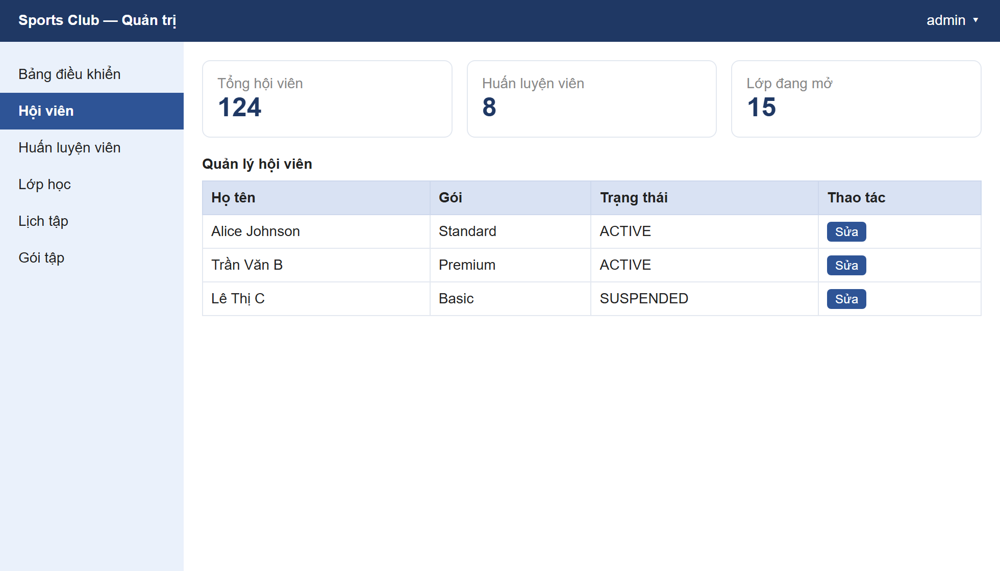 Sports Club — Quản trị
admin ▼
Bảng điều khiển
Hội viên
Huấn luyện viên
Lớp học
Lịch tập
Gói tập
Tổng hội viên
124
Huấn luyện viên
8
Lớp đang mở
15
Quản lý hội viên
Họ tên Gói Trạng thái Thao tác
Alice Johnson Standard ACTIVE Sửa
Trần Văn B Premium ACTIVE Sửa
Lê Thị C Basic SUSPENDED Sửa